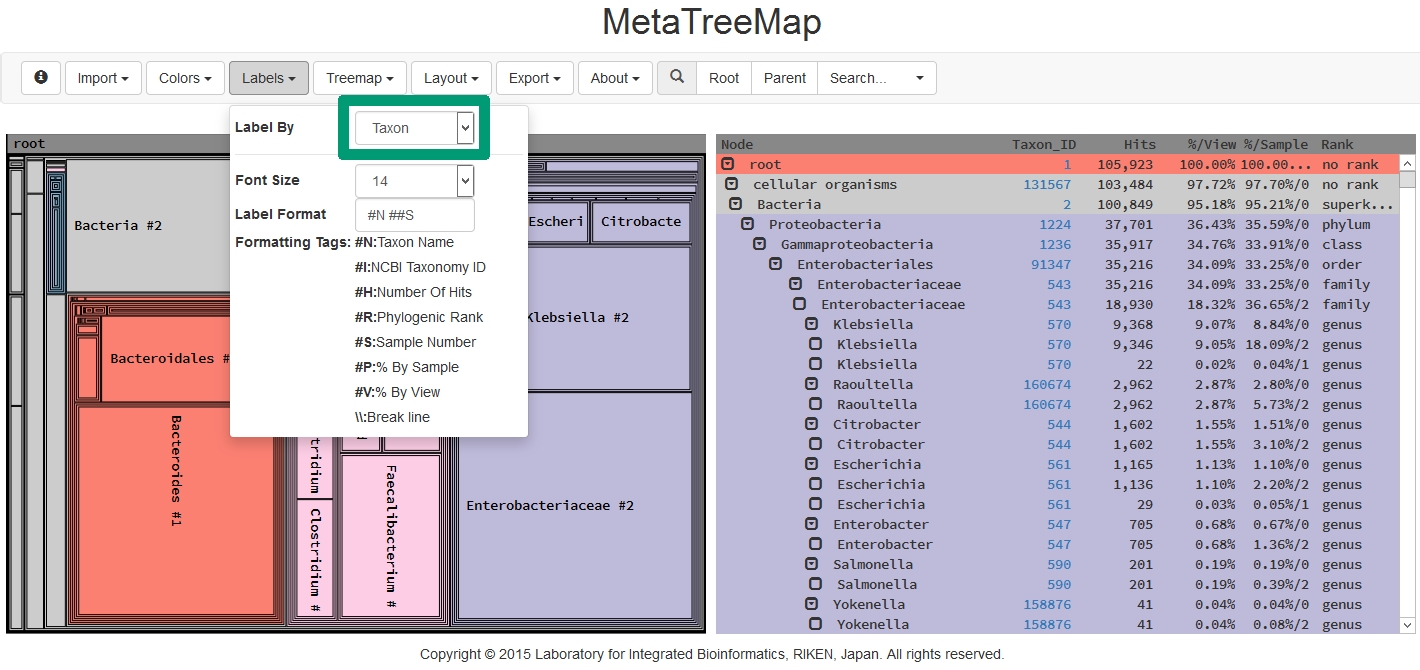 MetaTreeMap
Import Colors Labels Treemap Layout Export About Root Parent Search...
Label By Taxon
Font Size 14
Label Format #N ##S
Formatting Tags: #N:Taxon Name
#I:NCBI Taxonomy ID
#H:Number Of Hits
#R:Phylogenic Rank
#S:Sample Number
#P:% By Sample
#V:% By View
\\:Break line
root
Bacteria #2
Bacteroidales #
Bacteroides #1
tridium
Clostridium #
Faecalibacterium #
Escheri
Citrobacte
Klebsiella #2
Enterobacteriaceae #2
Node Taxon_ID Hits %/View %/Sample Rank
root 1 105,923 100.00% 100.00... no rank
cellular organisms 131567 103,484 97.72% 97.70%/0 no rank
Bacteria 2 100,849 95.18% 95.21%/0 superk...
Proteobacteria 1224 37,701 36.43% 35.59%/0 phylum
Gammaproteobacteria 1236 35,917 34.76% 33.91%/0 class
Enterobacteriales 91347 35,216 34.09% 33.25%/0 order
Enterobacteriaceae 543 35,216 34.09% 33.25%/0 family
Enterobacteriaceae 543 18,930 18.32% 36.65%/2 family
Klebsiella 570 9,368 9.07% 8.84%/0 genus
Klebsiella 570 9,346 9.05% 18.09%/2 genus
Klebsiella 570 22 0.02% 0.04%/1 genus
Raoultella 160674 2,962 2.87% 2.80%/0 genus
Raoultella 160674 2,962 2.87% 5.73%/2 genus
Citrobacter 544 1,602 1.55% 1.51%/0 genus
Citrobacter 544 1,602 1.55% 3.10%/2 genus
Escherichia 561 1,165 1.13% 1.10%/0 genus
Escherichia 561 1,136 1.10% 2.20%/2 genus
Escherichia 561 29 0.03% 0.05%/1 genus
Enterobacter 547 705 0.68% 0.67%/0 genus
Enterobacter 547 705 0.68% 1.36%/2 genus
Salmonella 590 201 0.19% 0.19%/0 genus
Salmonella 590 201 0.19% 0.39%/2 genus
Yokenella 158876 41 0.04% 0.04%/0 genus
Yokenella 158876 41 0.04% 0.08%/2 genus
Copyright © 2015 Laboratory for Integrated Bioinformatics, RIKEN, Japan. All rights reserved.